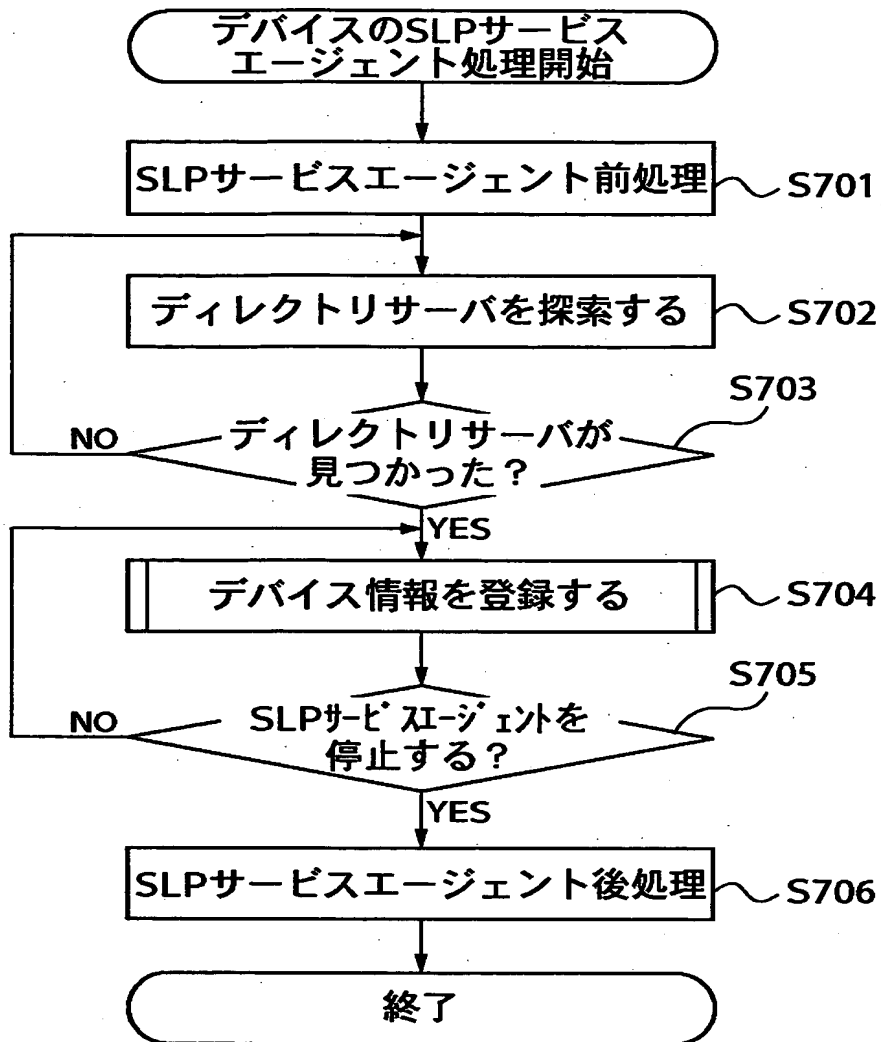 デバイスのSLPサービス
エージェント処理開始
SLPサービスエージェント前処理
S701
ディレクトリサーバを探索する
S702
S703
ディレクトリサーバが
見つかった？
NO
YES
デバイス情報を登録する
S704
S705
SLPｻｰﾋﾞｽｴｰｼﾞｪﾝﾄを
停止する？
NO
YES
SLPサービスエージェント後処理
S706
終了